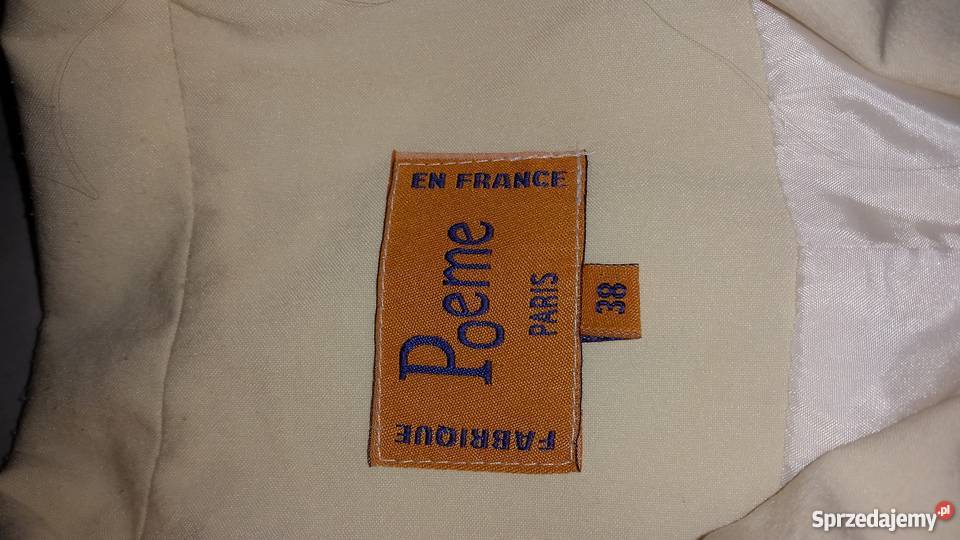 FABRIQUE
Poeme
PARIS
EN FRANCE
38
Sprzedajemy.pl